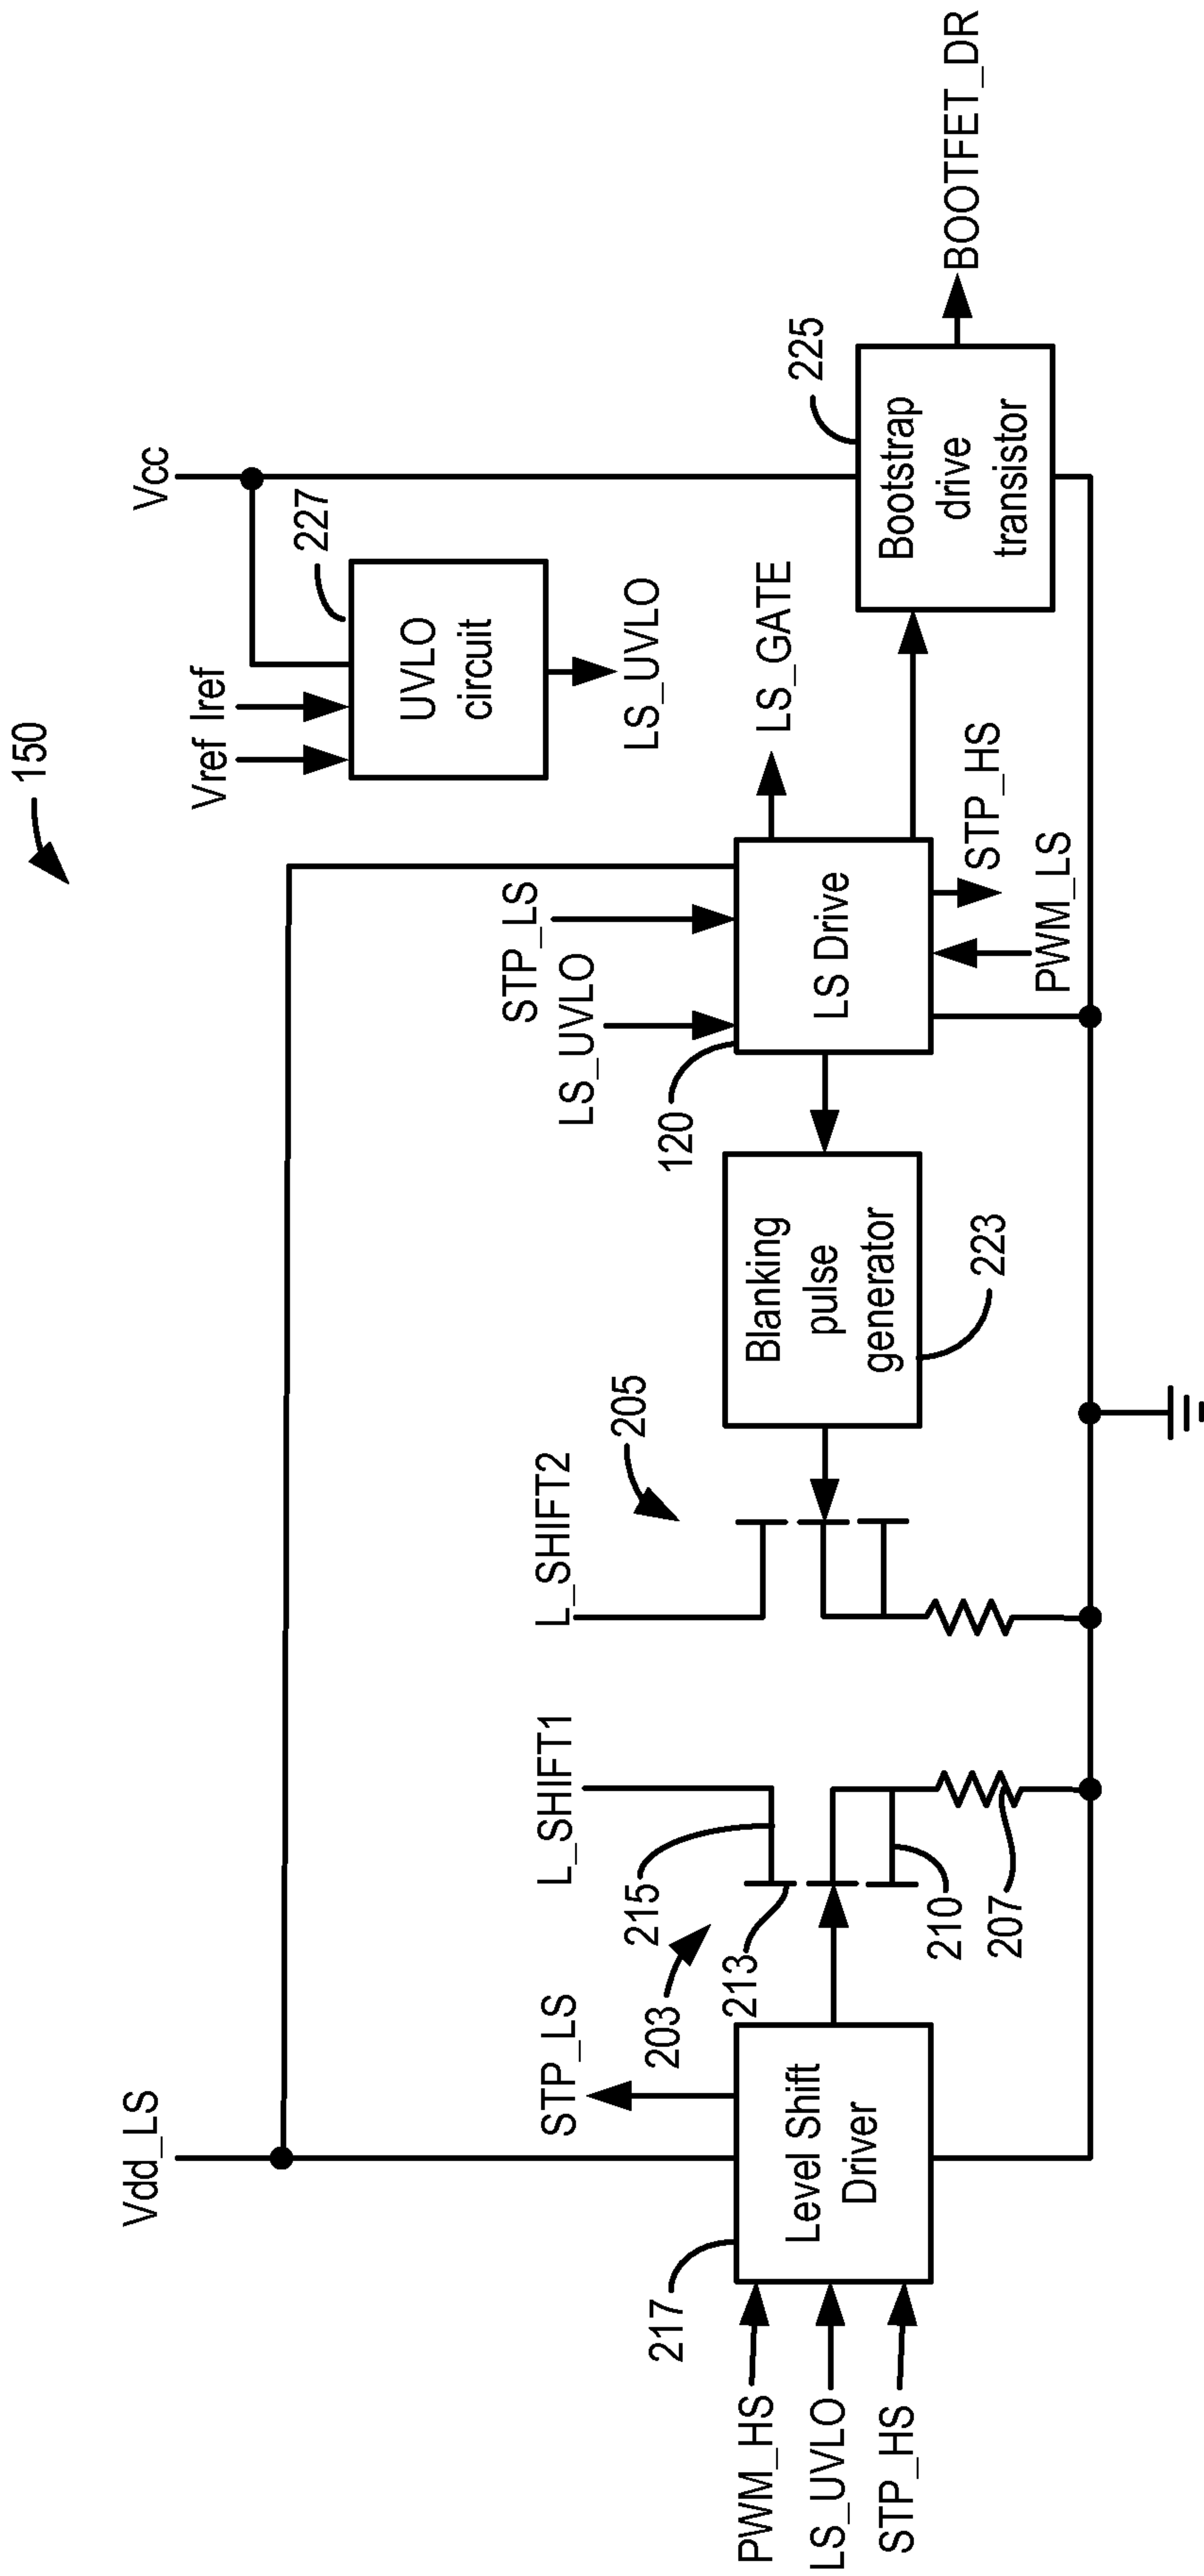 150
Vdd_LS
Vcc
Vref
Iref
227
UVLO
circuit
LS_UVLO
STP_LS
203
215
213
L_SHIFT1
L_SHIFT2
205
STP_LS
LS_UVLO
120
LS_GATE
225
217
PWM_HS
LS_UVLO
STP_HS
Level Shift
Driver
210
207
Blanking
pulse
generator
223
LS Drive
STP_HS
PWM_LS
Bootstrap
drive
transistor
BOOTFET_DR